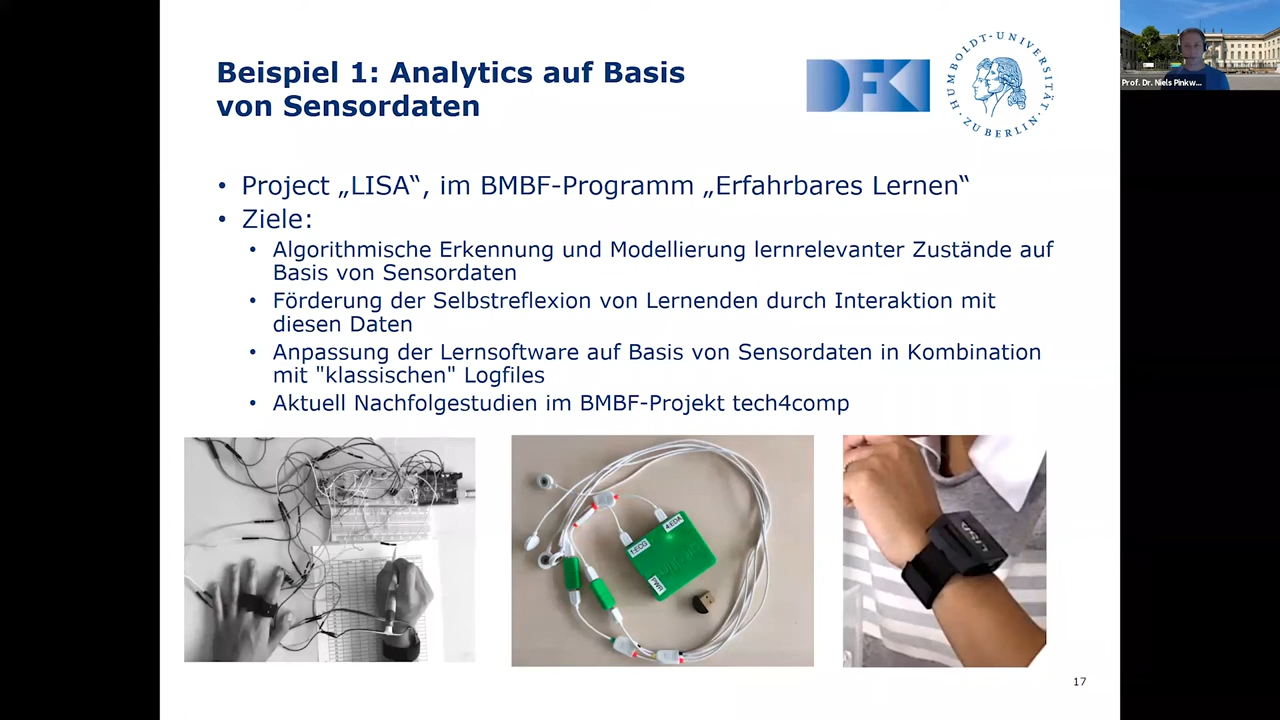 Beispiel 1: Analytics auf Basis
von Sensordaten
DFKI
HUMBOLDT-UNIVERSITÄT
ZU BERLIN
Prof. Dr. Niels Pinkw...
• Project „LISA“, im BMBF-Programm „Erfahrbares Lernen“
• Ziele:
• Algorithmische Erkennung und Modellierung lernrelevanter Zustände auf
Basis von Sensordaten
• Förderung der Selbstreflexion von Lernenden durch Interaktion mit
diesen Daten
• Anpassung der Lernsoftware auf Basis von Sensordaten in Kombination
mit "klassischen" Logfiles
• Aktuell Nachfolgestudien im BMBF-Projekt tech4comp
PWR
17